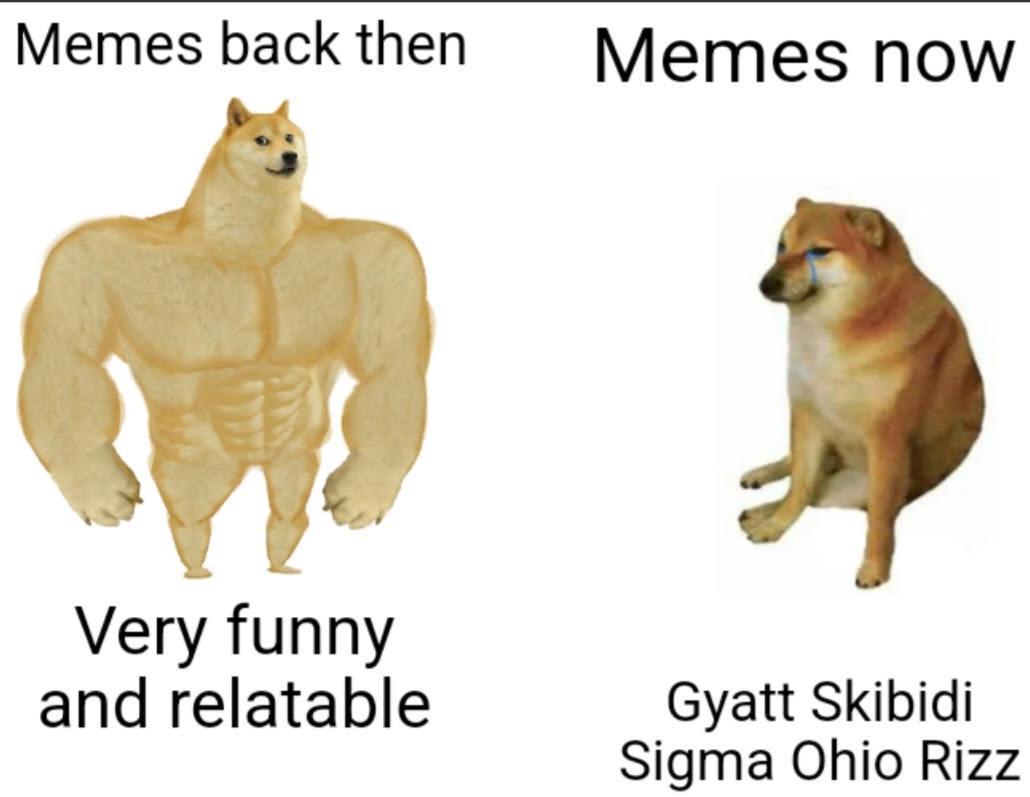 Memes back then
Memes now
Very funny
and relatable
Gyatt Skibidi
Sigma Ohio Rizz